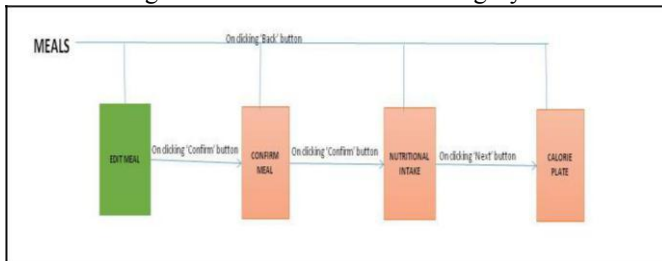 On clicking 'Back' button
MEALS
EDIT MEAL
On clicking 'Confirm' button
CONFIRM
MEAL
On clicking 'Confirm' button
NUTRITIONAL
INTAKE
On clicking 'Next' button
CALORIE
PLATE